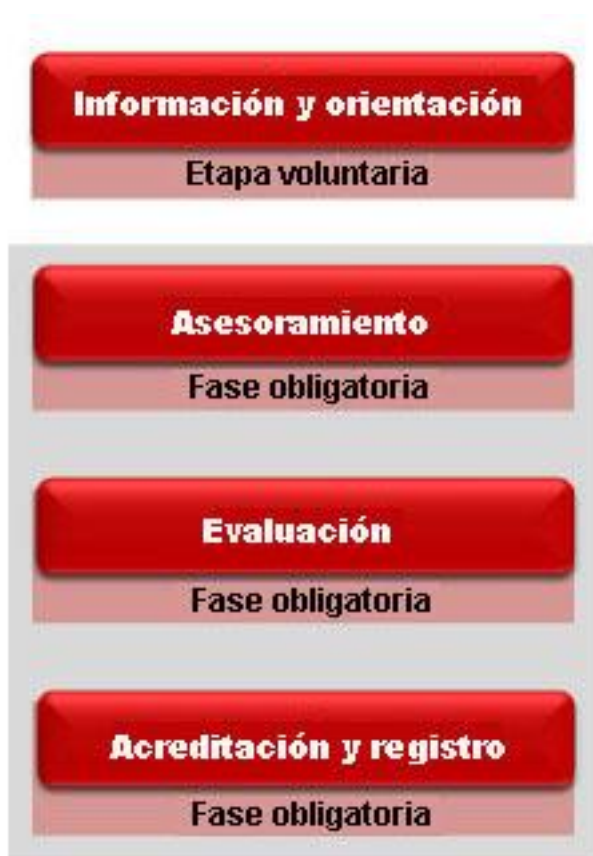 Información y orientación
Etapa voluntaria
Asesoramiento
Fase obligatoria
Evaluación
Fase obligatoria
Acreditación y registro
Fase obligatoria